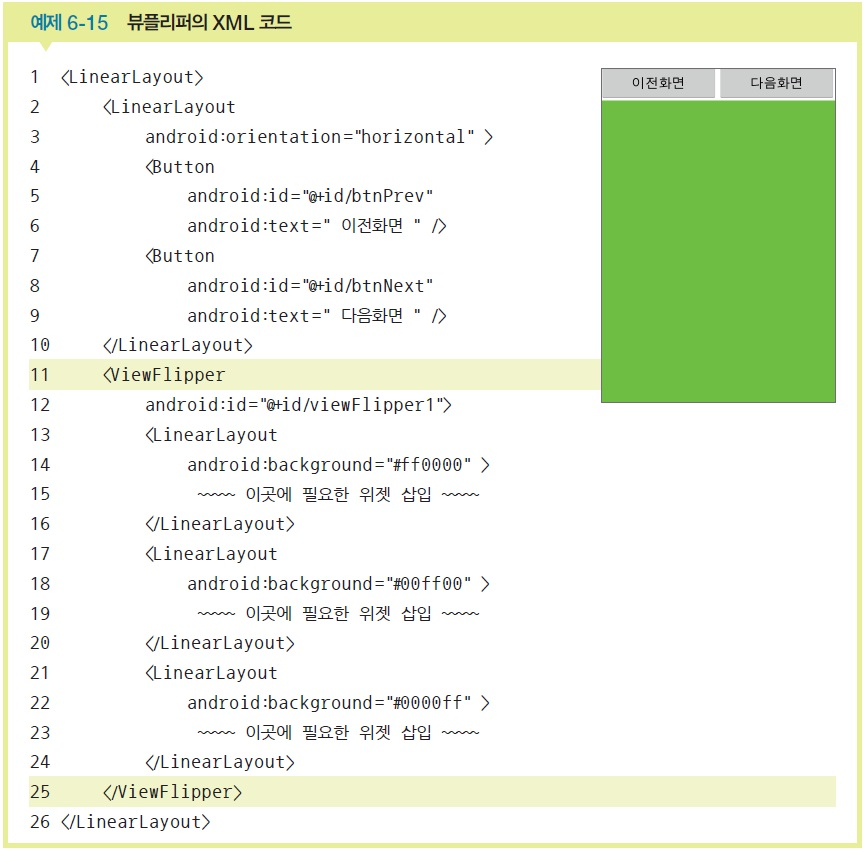 예제 6-15 뷰플리퍼의 XML 코드
1 <LinearLayout>
2 <LinearLayout
3 android:orientation="horizontal" >
4 <Button
5 android:id="@+id/btnPrev"
6 android:text=" 이전화면 " />
7 <Button
8 android:id="@+id/btnNext"
9 android:text=" 다음화면 " />
10 </LinearLayout>
11 <ViewFlipper
12 android:id="@+id/viewFlipper1">
13 <LinearLayout
14 android:background="#ff0000" >
15 ~~~~~ 이곳에 필요한 위젯 삽입 ~~~~~
16 </LinearLayout>
17 <LinearLayout
18 android:background="#00ff00" >
19 ~~~~~ 이곳에 필요한 위젯 삽입 ~~~~~
20 </LinearLayout>
21 <LinearLayout
22 android:background="#0000ff" >
23 ~~~~~ 이곳에 필요한 위젯 삽입 ~~~~~
24 </LinearLayout>
25 </ViewFlipper>
26 </LinearLayout>
이전화면 다음화면